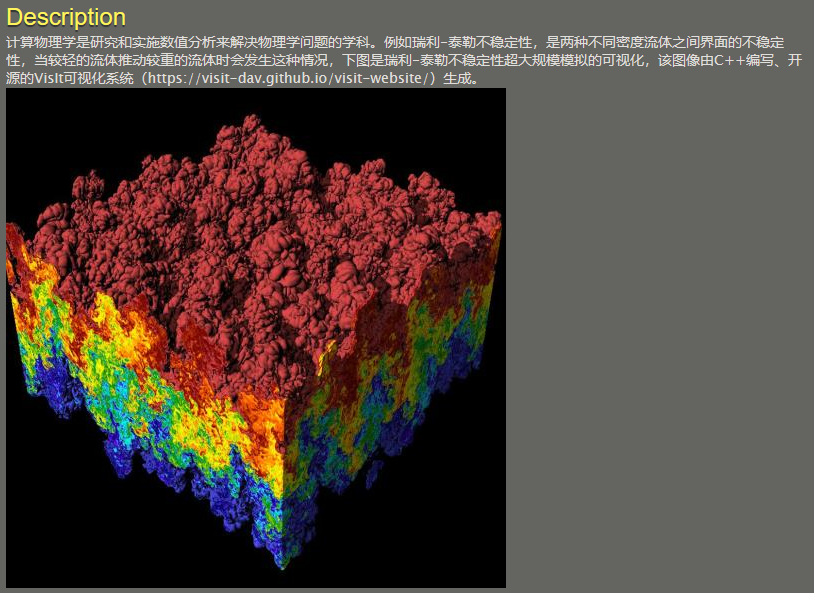 Description
计算物理学是研究和实施数值分析来解决物理学问题的学科。例如瑞利-泰勒不稳定性，是两种不同密度流体之间界面的不稳定
性，当较轻的流体推动较重的流体时会发生这种情况，下图是瑞利-泰勒不稳定性超大规模模拟的可视化，该图像由C++编写、开
源的VisIt可视化系统（https://visit-dav.github.io/visit-website/）生成。